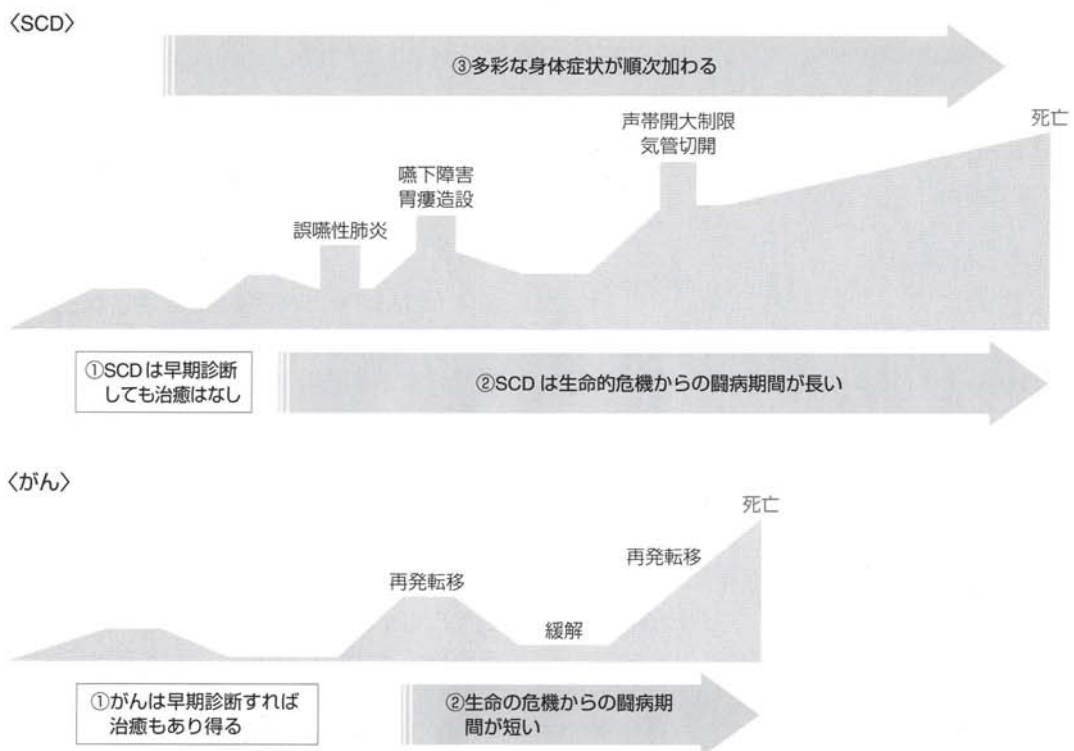 〈SCD〉
③多彩な身体症状が順次加わる
死亡
声帯開大制限
気管切開
嚥下障害
胃瘻造設
誤嚥性肺炎
①SCDは早期診断
しても治癒はなし
②SCDは生命的危機からの闘病期間が長い
〈がん〉
死亡
再発転移
再発転移
緩解
①がんは早期診断すれば
治癒もあり得る
②生命の危機からの闘病期
間が短い